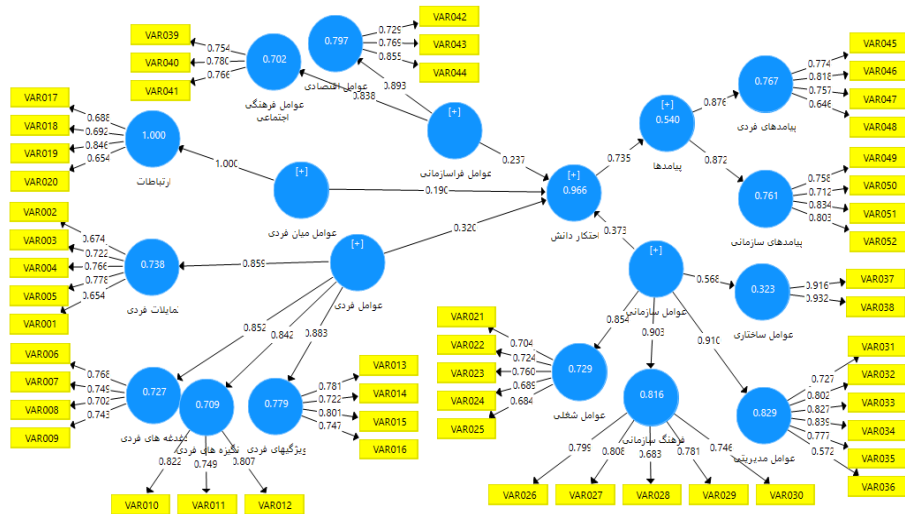 VAR042
VAR039
0.729
0.797
0.769
VAR043
0.754
0.702
VAR040
0.780
0.855
VAR044
0.766
عوامل اقتصادی
VAR041
عوامل فرهنگی
اجتماعی
0.893
0.838
VAR045
0.774
VAR046
0.767
0.818
0.757
VAR047
0.646
VAR048
پیامدهای فردی
[+]
0.540
0.876
پیامدها
VAR017
0.688
VAR018
0.692
1.000
VAR019
0.846
0.654
VAR020
ارتباطات
1.000
[+]
عوامل فراسازمانی
0.237
0.735
0.872
VAR049
0.758
VAR050
0.712
0.761
VAR051
0.834
0.803
VAR052
پیامدهای سازمانی
[+]
عوامل میان فردی
0.190
[+]
0.966
احتکار دانش
VAR002
0.674
VAR003
0.722
0.738
VAR004
0.766
0.778
VAR005
0.654
VAR001
تمایلات فردی
0.859
[+]
عوامل فردی
0.320
0.373
[+]
عوامل سازمانی
0.568
0.323
عوامل ساختاری
0.916
VAR037
0.932
VAR038
0.852
0.842
0.883
0.854
0.903
0.910
VAR006
0.768
VAR007
0.749
0.727
VAR008
0.702
0.743
VAR009
دغدغه های فردی
0.709
انگیزه های فردی
0.822
0.749
0.807
VAR010
VAR011
VAR012
0.779
ویژگیهای فردی
VAR013
0.781
VAR014
0.722
0.801
VAR015
0.747
VAR016
VAR021
0.704
VAR022
0.724
VAR023
0.760
0.729
0.689
VAR024
0.684
VAR025
عوامل شغلی
0.816
فرهنگ سازمانی
0.799
0.808
0.683
0.781
0.746
VAR026
VAR027
VAR028
VAR029
VAR030
0.829
عوامل مدیریتی
VAR031
0.727
VAR032
0.802
VAR033
0.827
0.839
VAR034
0.777
VAR035
0.572
VAR036